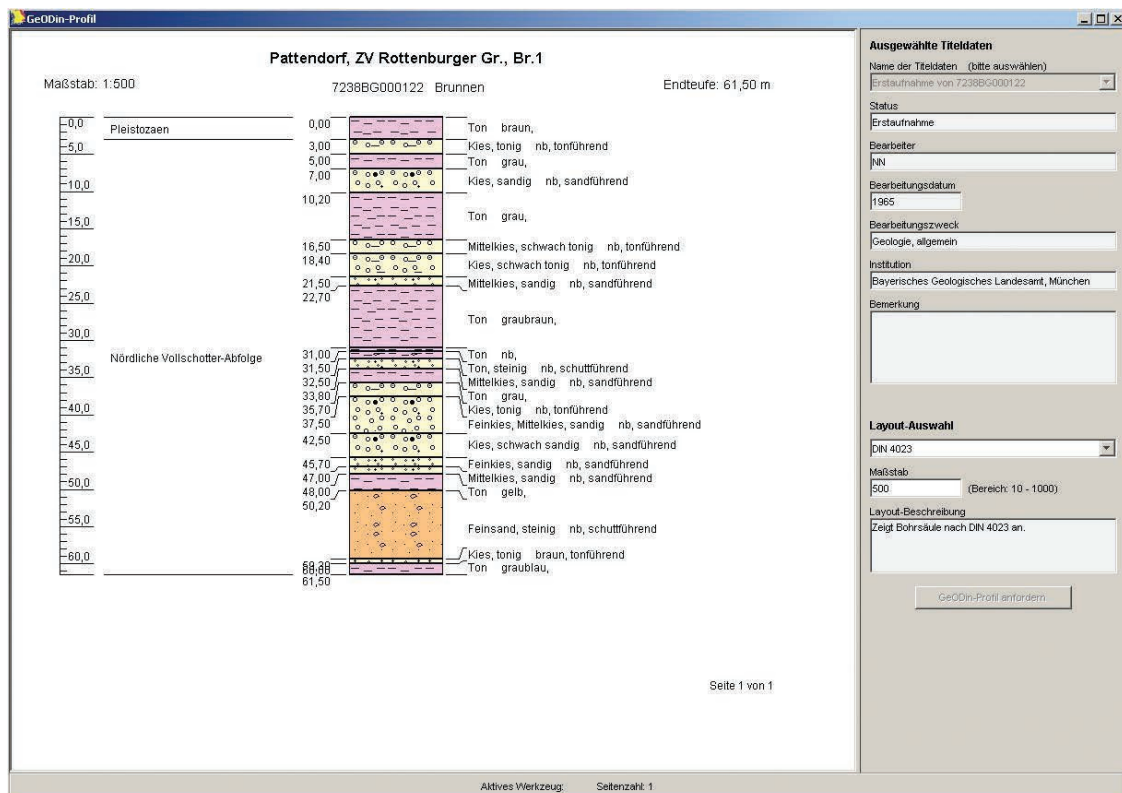 GeODin-Profil
Pattendorf, ZV Rottenburger Gr., Br.1
Maßstab: 1:500
7238BG000122 Brunnen
Endteufe: 61,50 m
0,0
5,0
10,0
15,0
20,0
25,0
30,0
35,0
40,0
45,0
50,0
55,0
60,0
Pleistozaen
Nördliche Vollschotter-Abfolge
0,00
3,00
5,00
7,00
10,20
16,50
18,40
21,50
22,70
31,00
31,50
32,50
33,80
35,70
37,50
42,50
45,70
47,00
48,00
50,20
61,50
Ton braun,
Kies, tonig nb, tonführend
Ton grau,
Kies, sandig nb, sandführend
Ton grau,
Mittelkies, schwach tonig nb, tonführend
Kies, schwach tonig nb, tonführend
Mittelkies, sandig nb, sandführend
Ton graubraun,
Ton nb,
Ton, steinig nb, schuttführend
Mittelkies, sandig nb, sandführend
Ton grau,
Kies, tonig nb, tonführend
Feinkies, Mittelkies, sandig nb, sandführend
Kies, schwach sandig nb, sandführend
Feinkies, sandig nb, sandführend
Mittelkies, sandig nb, sandführend
Ton gelb,
Feinsand, steinig nb, schuttführend
Kies, tonig braun, tonführend
Ton graublau,
Seite 1 von 1
Ausgewählte Titeldaten
Name der Titeldaten (bitte auswählen)
Erstaufnahme von 7238BG000122
Status
Erstaufnahme
Bearbeiter
NN
Bearbeitungsdatum
1965
Bearbeitungszweck
Geologie, allgemein
Institution
Bayerisches Geologisches Landesamt, München
Bemerkung
Layout-Auswahl
DIN 4023
Maßstab
500 (Bereich: 10 - 1000)
Layout-Beschreibung
Zeigt Bohrsäule nach DIN 4023 an.
GeODin-Profil anfordern
Aktives Werkzeug: Seitenzahl: 1